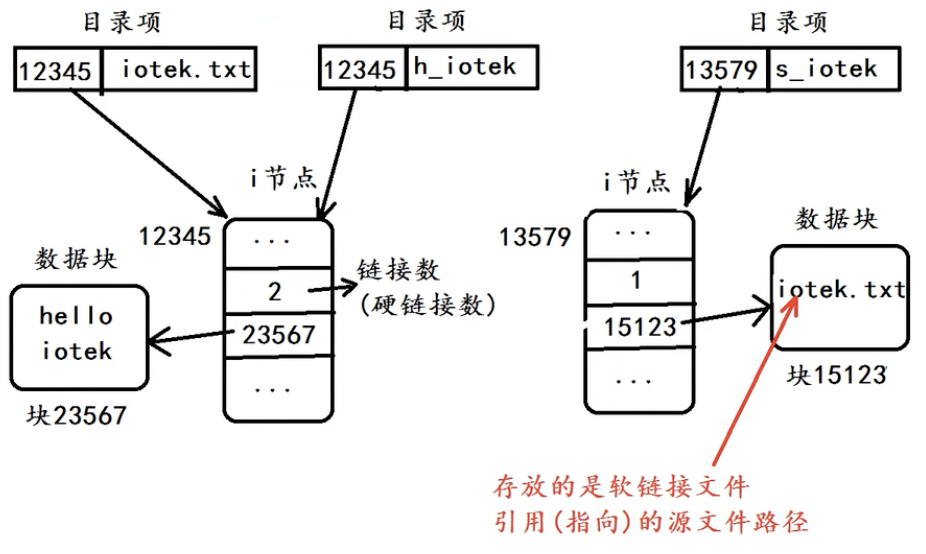 目录项
目录项
目录项
12345 iotek.txt
12345 h_iotek
13579 s_iotek
i节点
i节点
12345
...
13579
...
数据块
数据块
链接数
(硬链接数)
2
1
hello
iotek
23567
15123
iotek.txt
...
...
块23567
块15123
存放的是软链接文件
引用(指向)的源文件路径